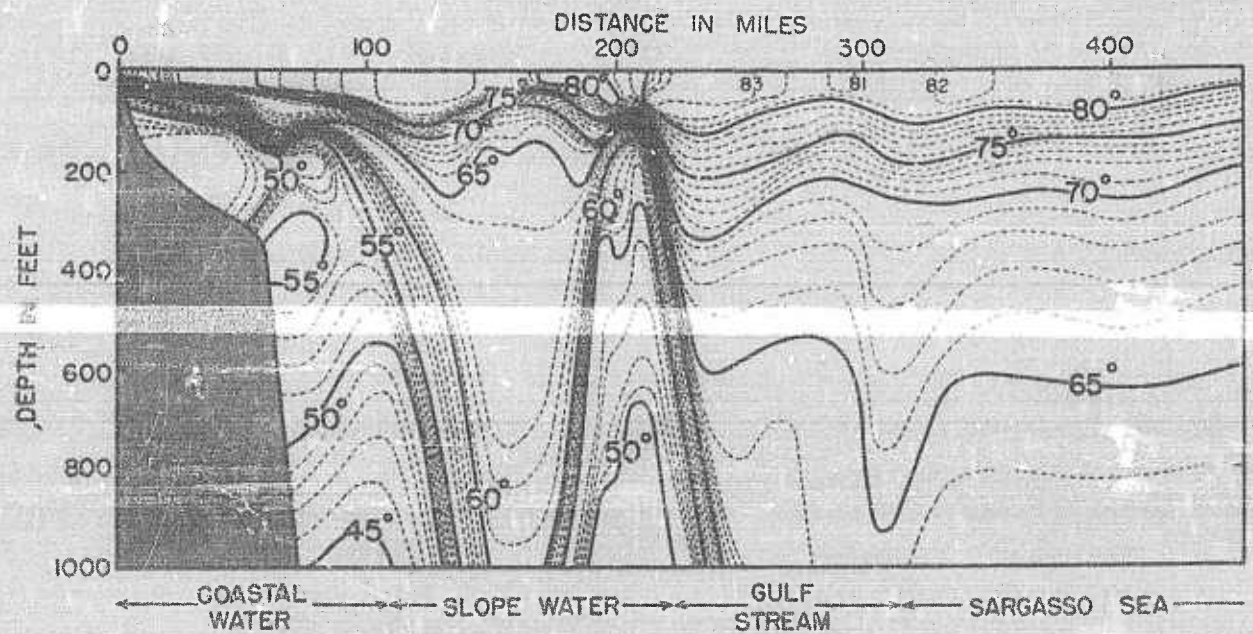 DISTANCE IN MILES
0 100 200 300 400
0
80° 83 81 82
75° 80°
70° 75°
200 50° 65° 70°
60°
55°
400 55°
600 65°
50°
50°
800
60°
45°
1000
DEPTH IN FEET
COASTAL WATER SLOPE WATER GULF STREAM SARGASSO SEA